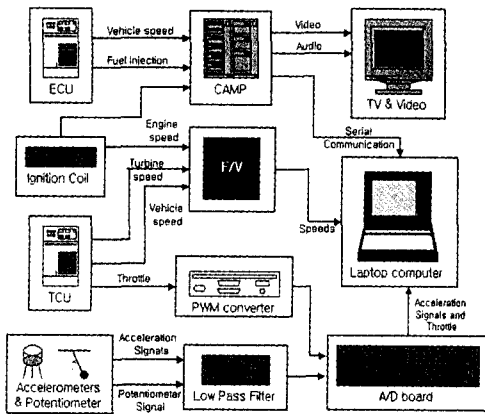 Vehicle speed
Fuel Injection
ECU
CAMP
Video
Audio
TV & Video
Engine
speed
Serial
Communication
Ignition Coil
Turbine
speed
F/V
Vehicle
speed
Speeds
Laptop computer
TCU
Throttle
PWM converter
Acceleration
Signals and
Throttle
Acceleration
Signals
Accelerometers
& Potentiometer
Potentiometer
Signal
Low Pass Filter
A/D board